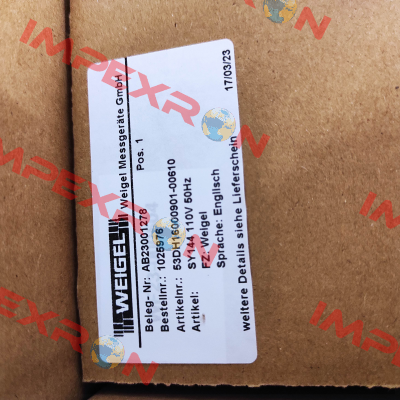 WEIGEL
Weigel Messgeräte GmbH
Beleg- Nr: AB23001278 Pos. 1
Bestellnr.: 1025976
Artikelnr.: 53DH16000901-00610
Artikel: SY144 110V 50Hz
FZ: Weigel
Sprache: Englisch
weitere Details siehe Lieferschein
17/03/23
IMPEXRON
IMPEXRON
IMPEXRON